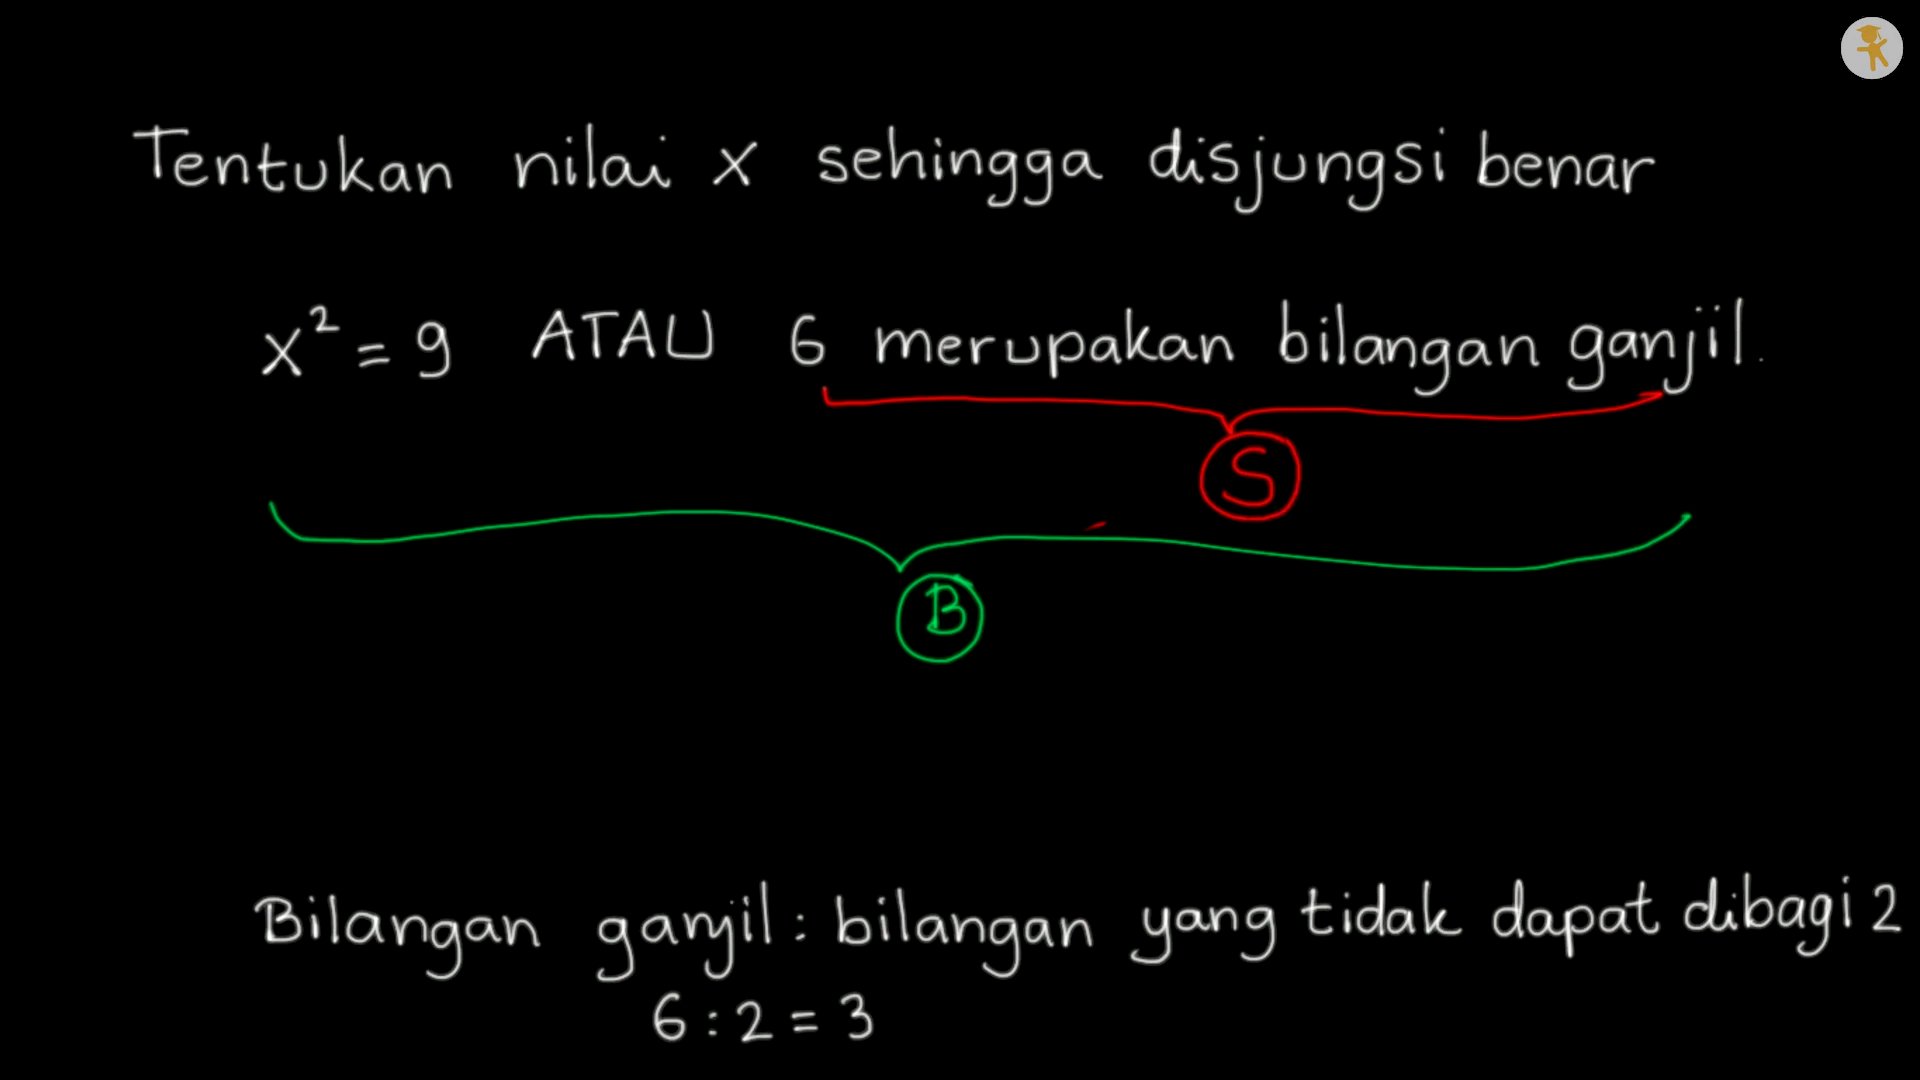 Tentukan nilai x sehingga disjungsi benar
x² = 9 ATAU 6 merupakan bilangan ganjil.
S
B
Bilangan ganjil : bilangan yang tidak dapat dibagi 2
6 : 2 = 3